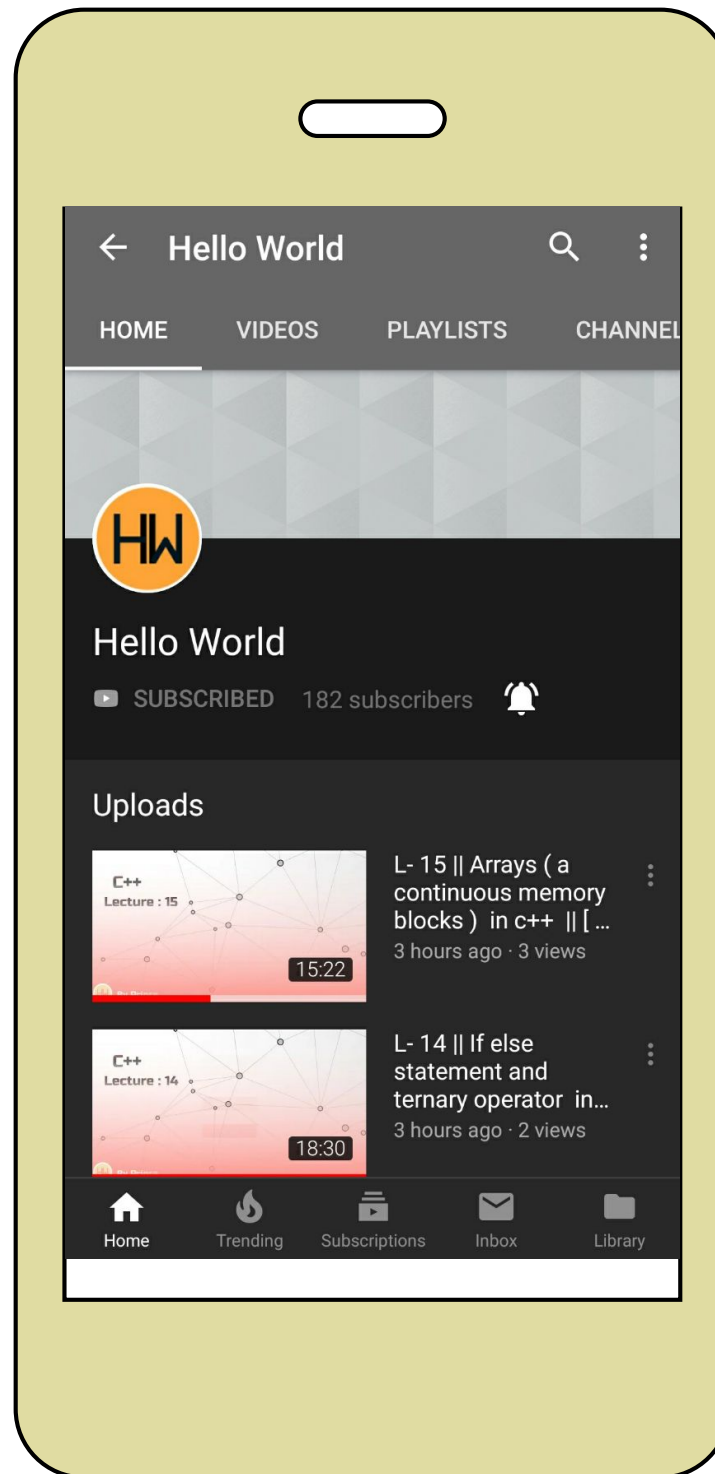 Hello World
HOME VIDEOS PLAYLISTS CHANNEL
HW
Hello World
SUBSCRIBED 182 subscribers
Uploads
C++
Lecture : 15
15:22
L- 15 || Arrays ( a
continuous memory
blocks ) in c++ || [ ...
3 hours ago · 3 views
C++
Lecture : 14
18:30
L- 14 || If else
statement and
ternary operator in...
3 hours ago · 2 views
Home Trending Subscriptions Inbox Library